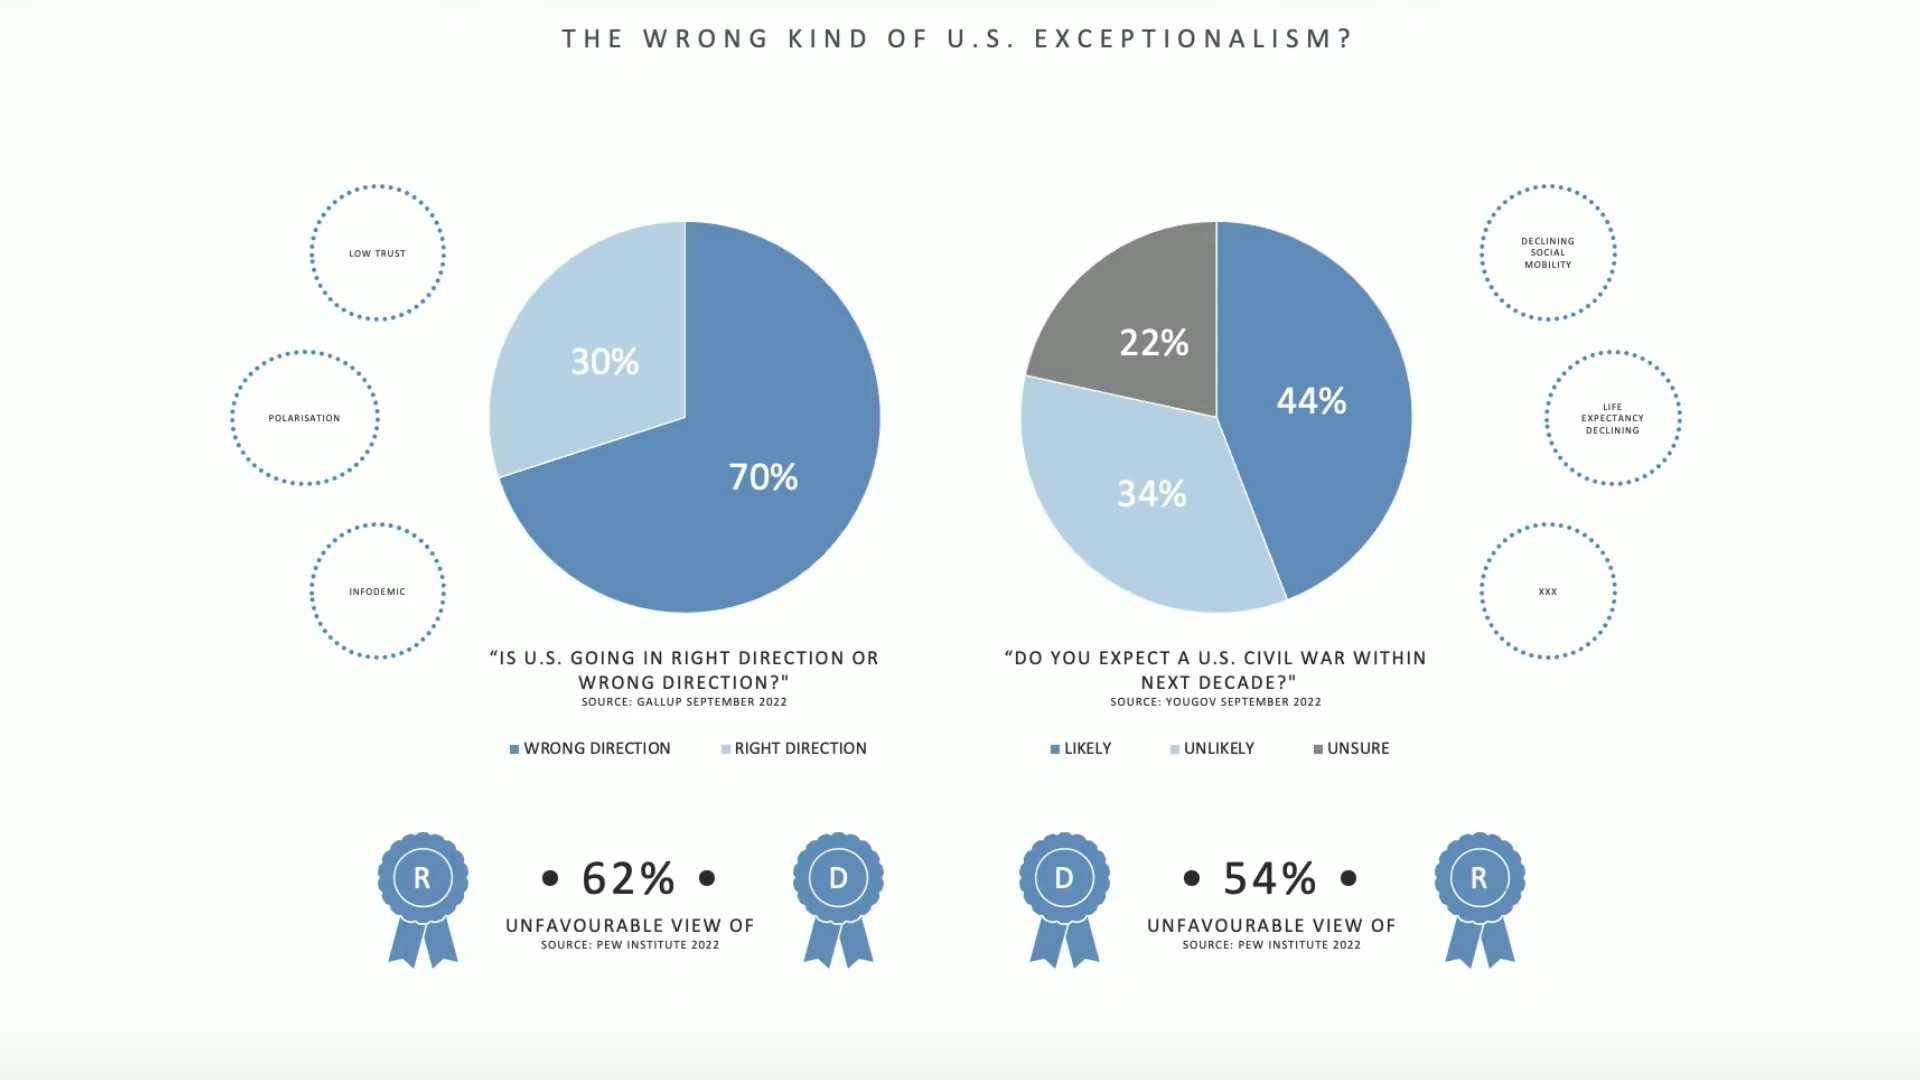 THE WRONG KIND OF U.S. EXCEPTIONALISM?
LOW TRUST
POLARISATION
INFODEMIC
30%
70%
“IS U.S. GOING IN RIGHT DIRECTION OR
WRONG DIRECTION?"
SOURCE: GALLUP SEPTEMBER 2022
WRONG DIRECTION
RIGHT DIRECTION
22%
44%
34%
“DO YOU EXPECT A U.S. CIVIL WAR WITHIN
NEXT DECADE?"
SOURCE: YOUGOV SEPTEMBER 2022
LIKELY
UNLIKELY
UNSURE
DECLINING
SOCIAL
MOBILITY
LIFE
EXPECTANCY
DECLINING
XXX
R
• 62% •
UNFAVOURABLE VIEW OF
SOURCE: PEW INSTITUTE 2022
D
D
• 54% •
UNFAVOURABLE VIEW OF
SOURCE: PEW INSTITUTE 2022
R